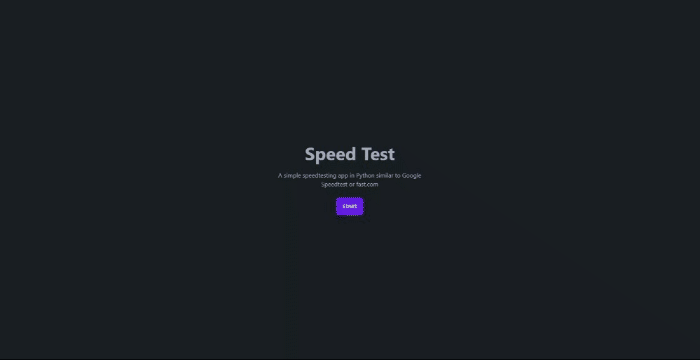 Speed Test
A simple speedtesting app in Python similar to Google
Speedtest or fast.com
Start